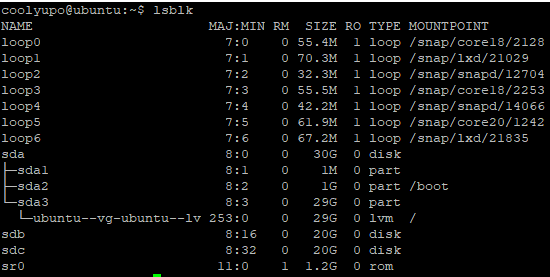 coolyupo@ubuntu:~$ lsblk
NAME                      MAJ:MIN RM  SIZE RO TYPE MOUNTPOINT
loop0                       7:0    0 55.4M  1 loop /snap/core18/2128
loop1                       7:1    0 70.3M  1 loop /snap/lxd/21029
loop2                       7:2    0 32.3M  1 loop /snap/snapd/12704
loop3                       7:3    0 55.5M  1 loop /snap/core18/2253
loop4                       7:4    0 42.2M  1 loop /snap/snapd/14066
loop5                       7:5    0 61.9M  1 loop /snap/core20/1242
loop6                       7:6    0 67.2M  1 loop /snap/lxd/21835
sda                         8:0    0   30G  0 disk
├─sda1                      8:1    0    1M  0 part
├─sda2                      8:2    0    1G  0 part /boot
└─sda3                      8:3    0   29G  0 part
  └─ubuntu--vg-ubuntu--lv 253:0    0   29G  0 lvm  /
sdb                         8:16   0   20G  0 disk
sdc                         8:32   0   20G  0 disk
sr0                        11:0    1  1.2G  0 rom